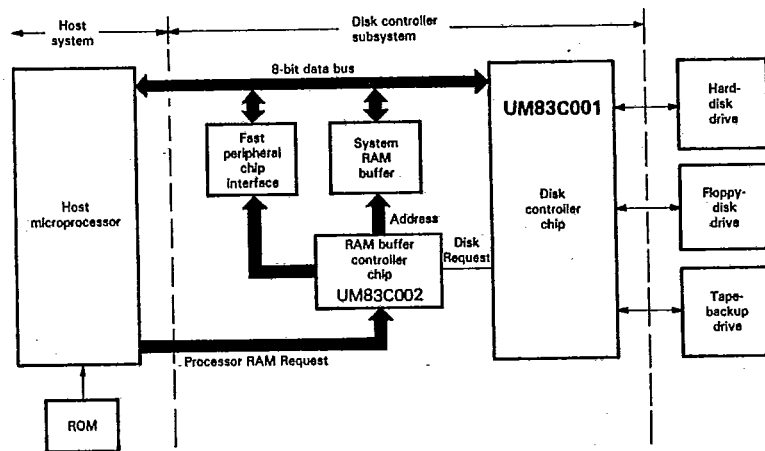 Host
system
Disk controller
subsystem
8-bit data bus
Host
microprocessor
ROM
Fast
peripheral
chip
interface
System
RAM
buffer
Address
RAM buffer
controller
chip
UM83C002
Disk
Request
Processor RAM Request
UM83C001
Disk
controller
chip
Hard-
disk
drive
Floppy-
disk
drive
Tape-
backup
drive